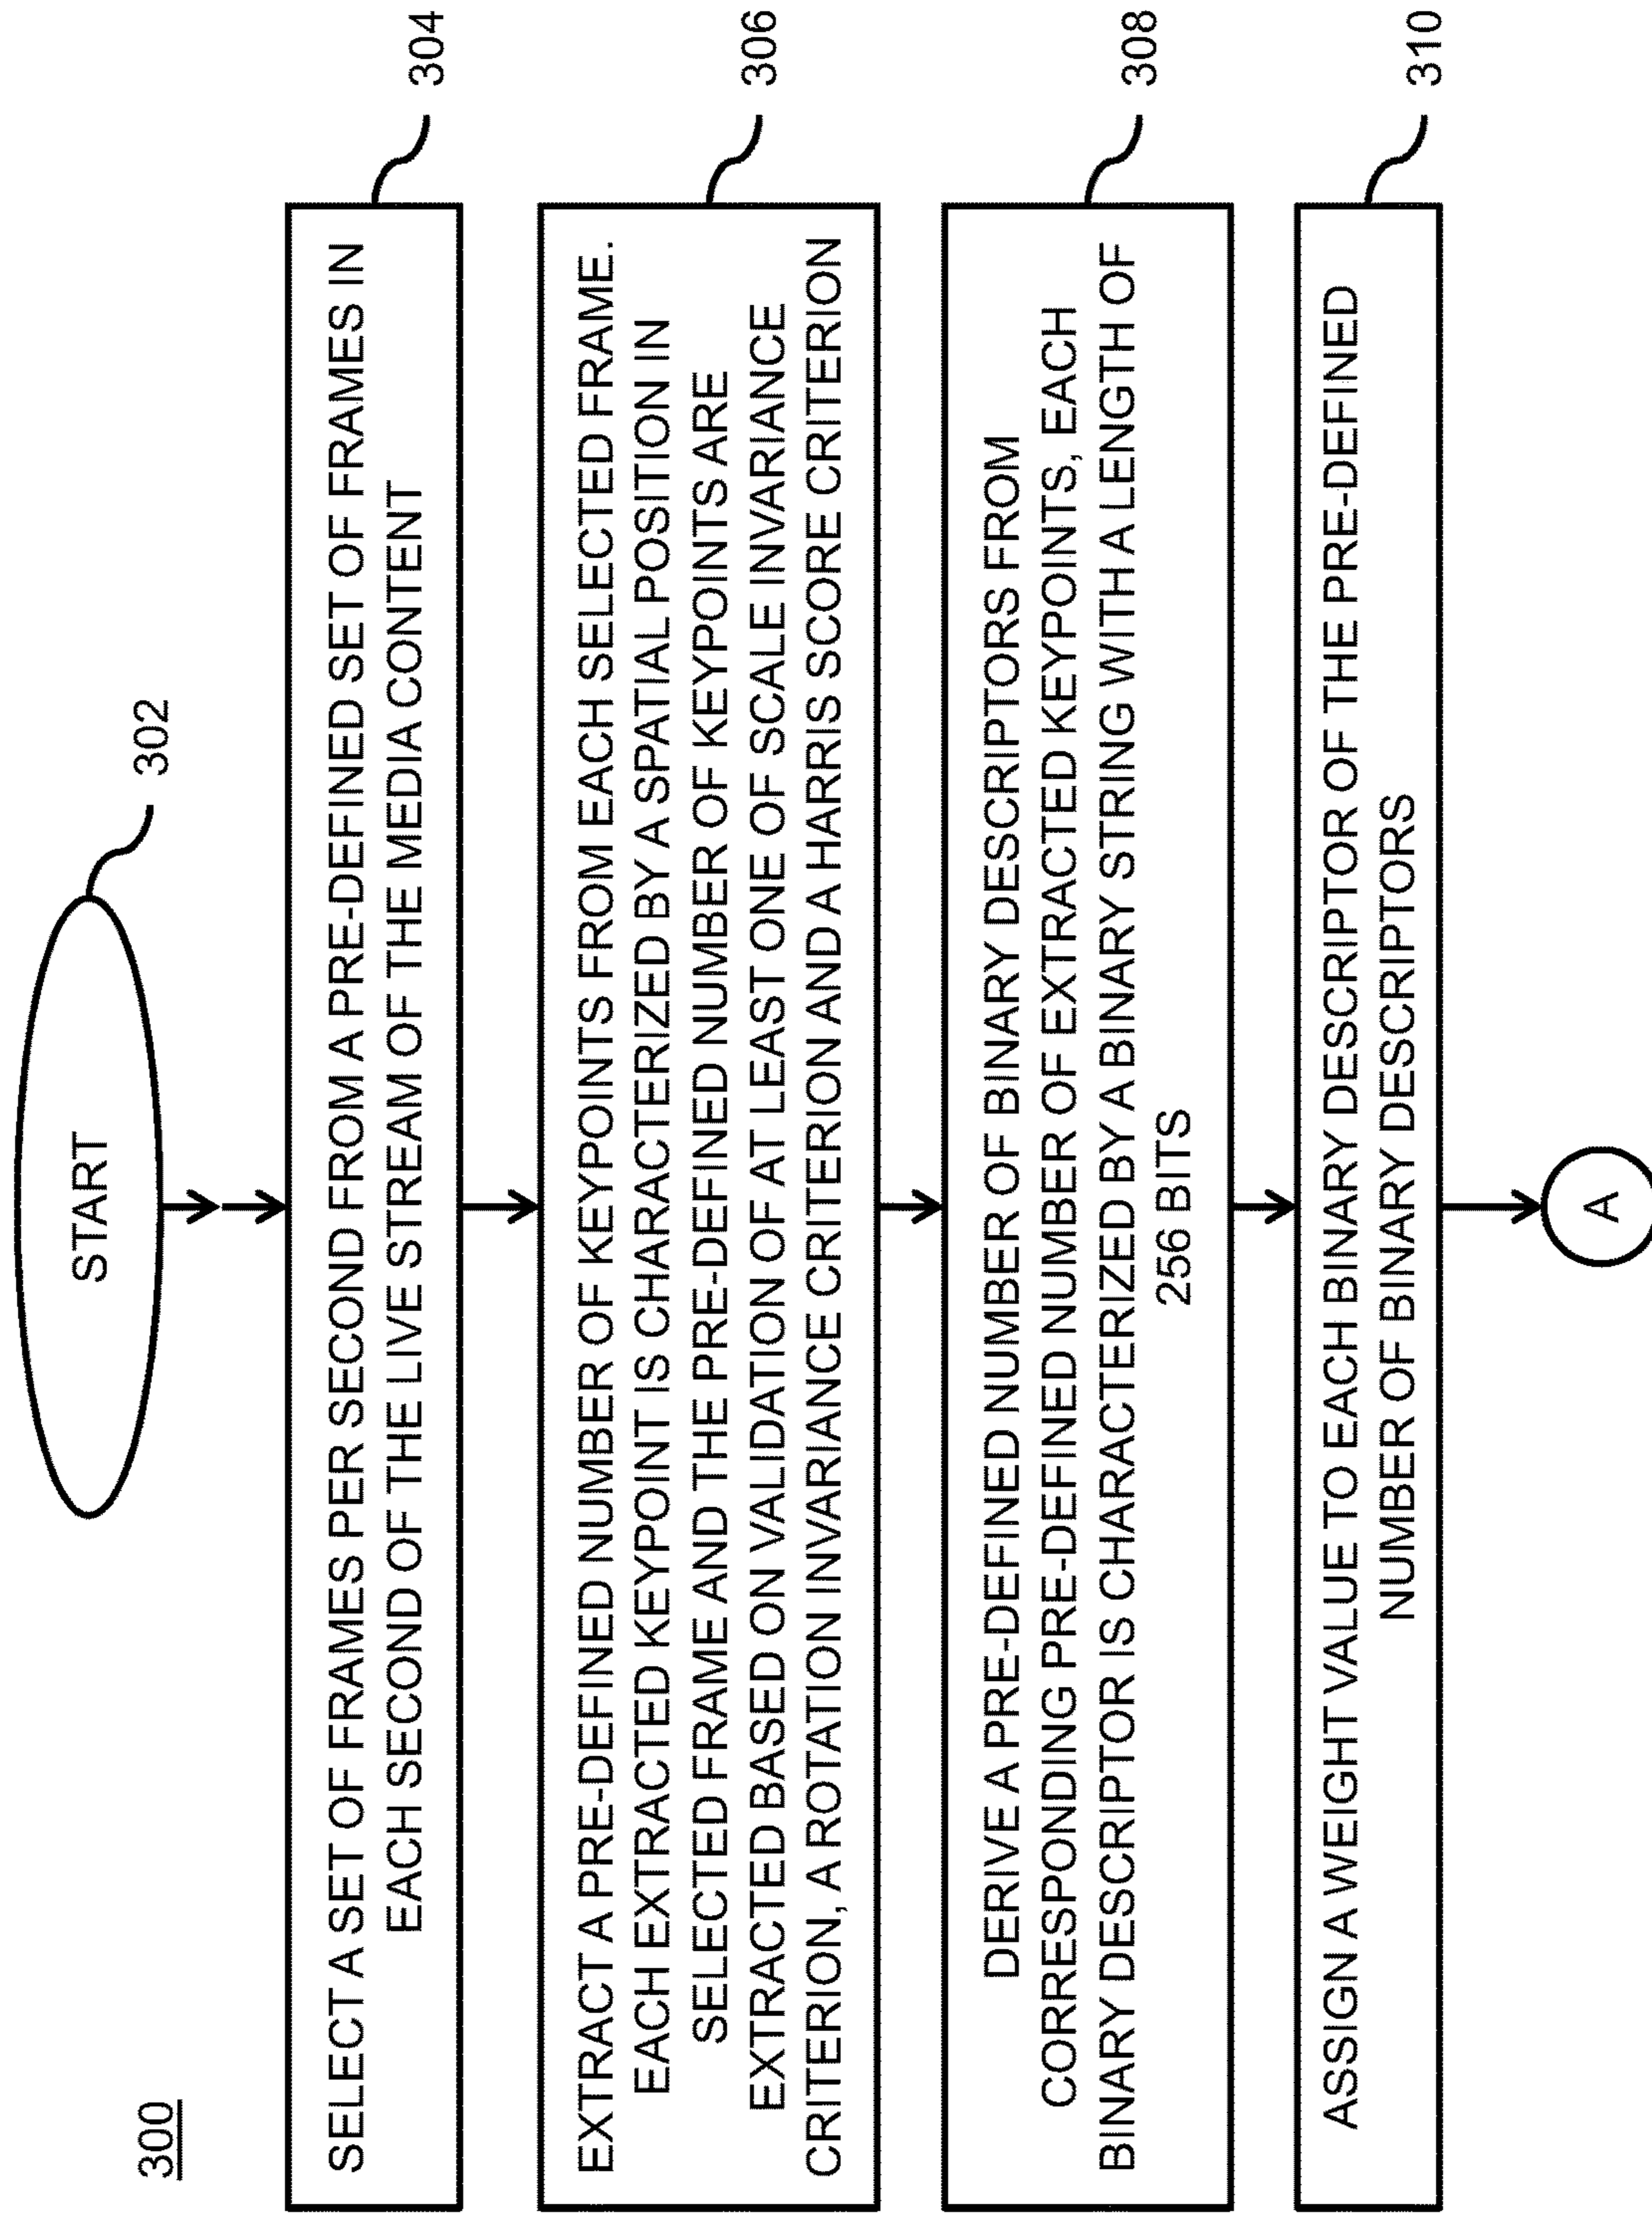 300
START
302
SELECT A SET OF FRAMES PER SECOND FROM A PRE-DEFINED SET OF FRAMES IN
EACH SECOND OF THE LIVE STREAM OF THE MEDIA CONTENT
304
EXTRACT A PRE-DEFINED NUMBER OF KEYPOINTS FROM EACH SELECTED FRAME.
EACH EXTRACTED KEYPOINT IS CHARACTERIZED BY A SPATIAL POSITION IN
SELECTED FRAME AND THE PRE-DEFINED NUMBER OF KEYPOINTS ARE
EXTRACTED BASED ON VALIDATION OF AT LEAST ONE OF SCALE INVARIANCE
CRITERION, A ROTATION INVARIANCE CRITERION AND A HARRIS SCORE CRITERION
306
DERIVE A PRE-DEFINED NUMBER OF BINARY DESCRIPTORS FROM
CORRESPONDING PRE-DEFINED NUMBER OF EXTRACTED KEYPOINTS, EACH
BINARY DESCRIPTOR IS CHARACTERIZED BY A BINARY STRING WITH A LENGTH OF
256 BITS
308
ASSIGN A WEIGHT VALUE TO EACH BINARY DESCRIPTOR OF THE PRE-DEFINED
NUMBER OF BINARY DESCRIPTORS
310
A